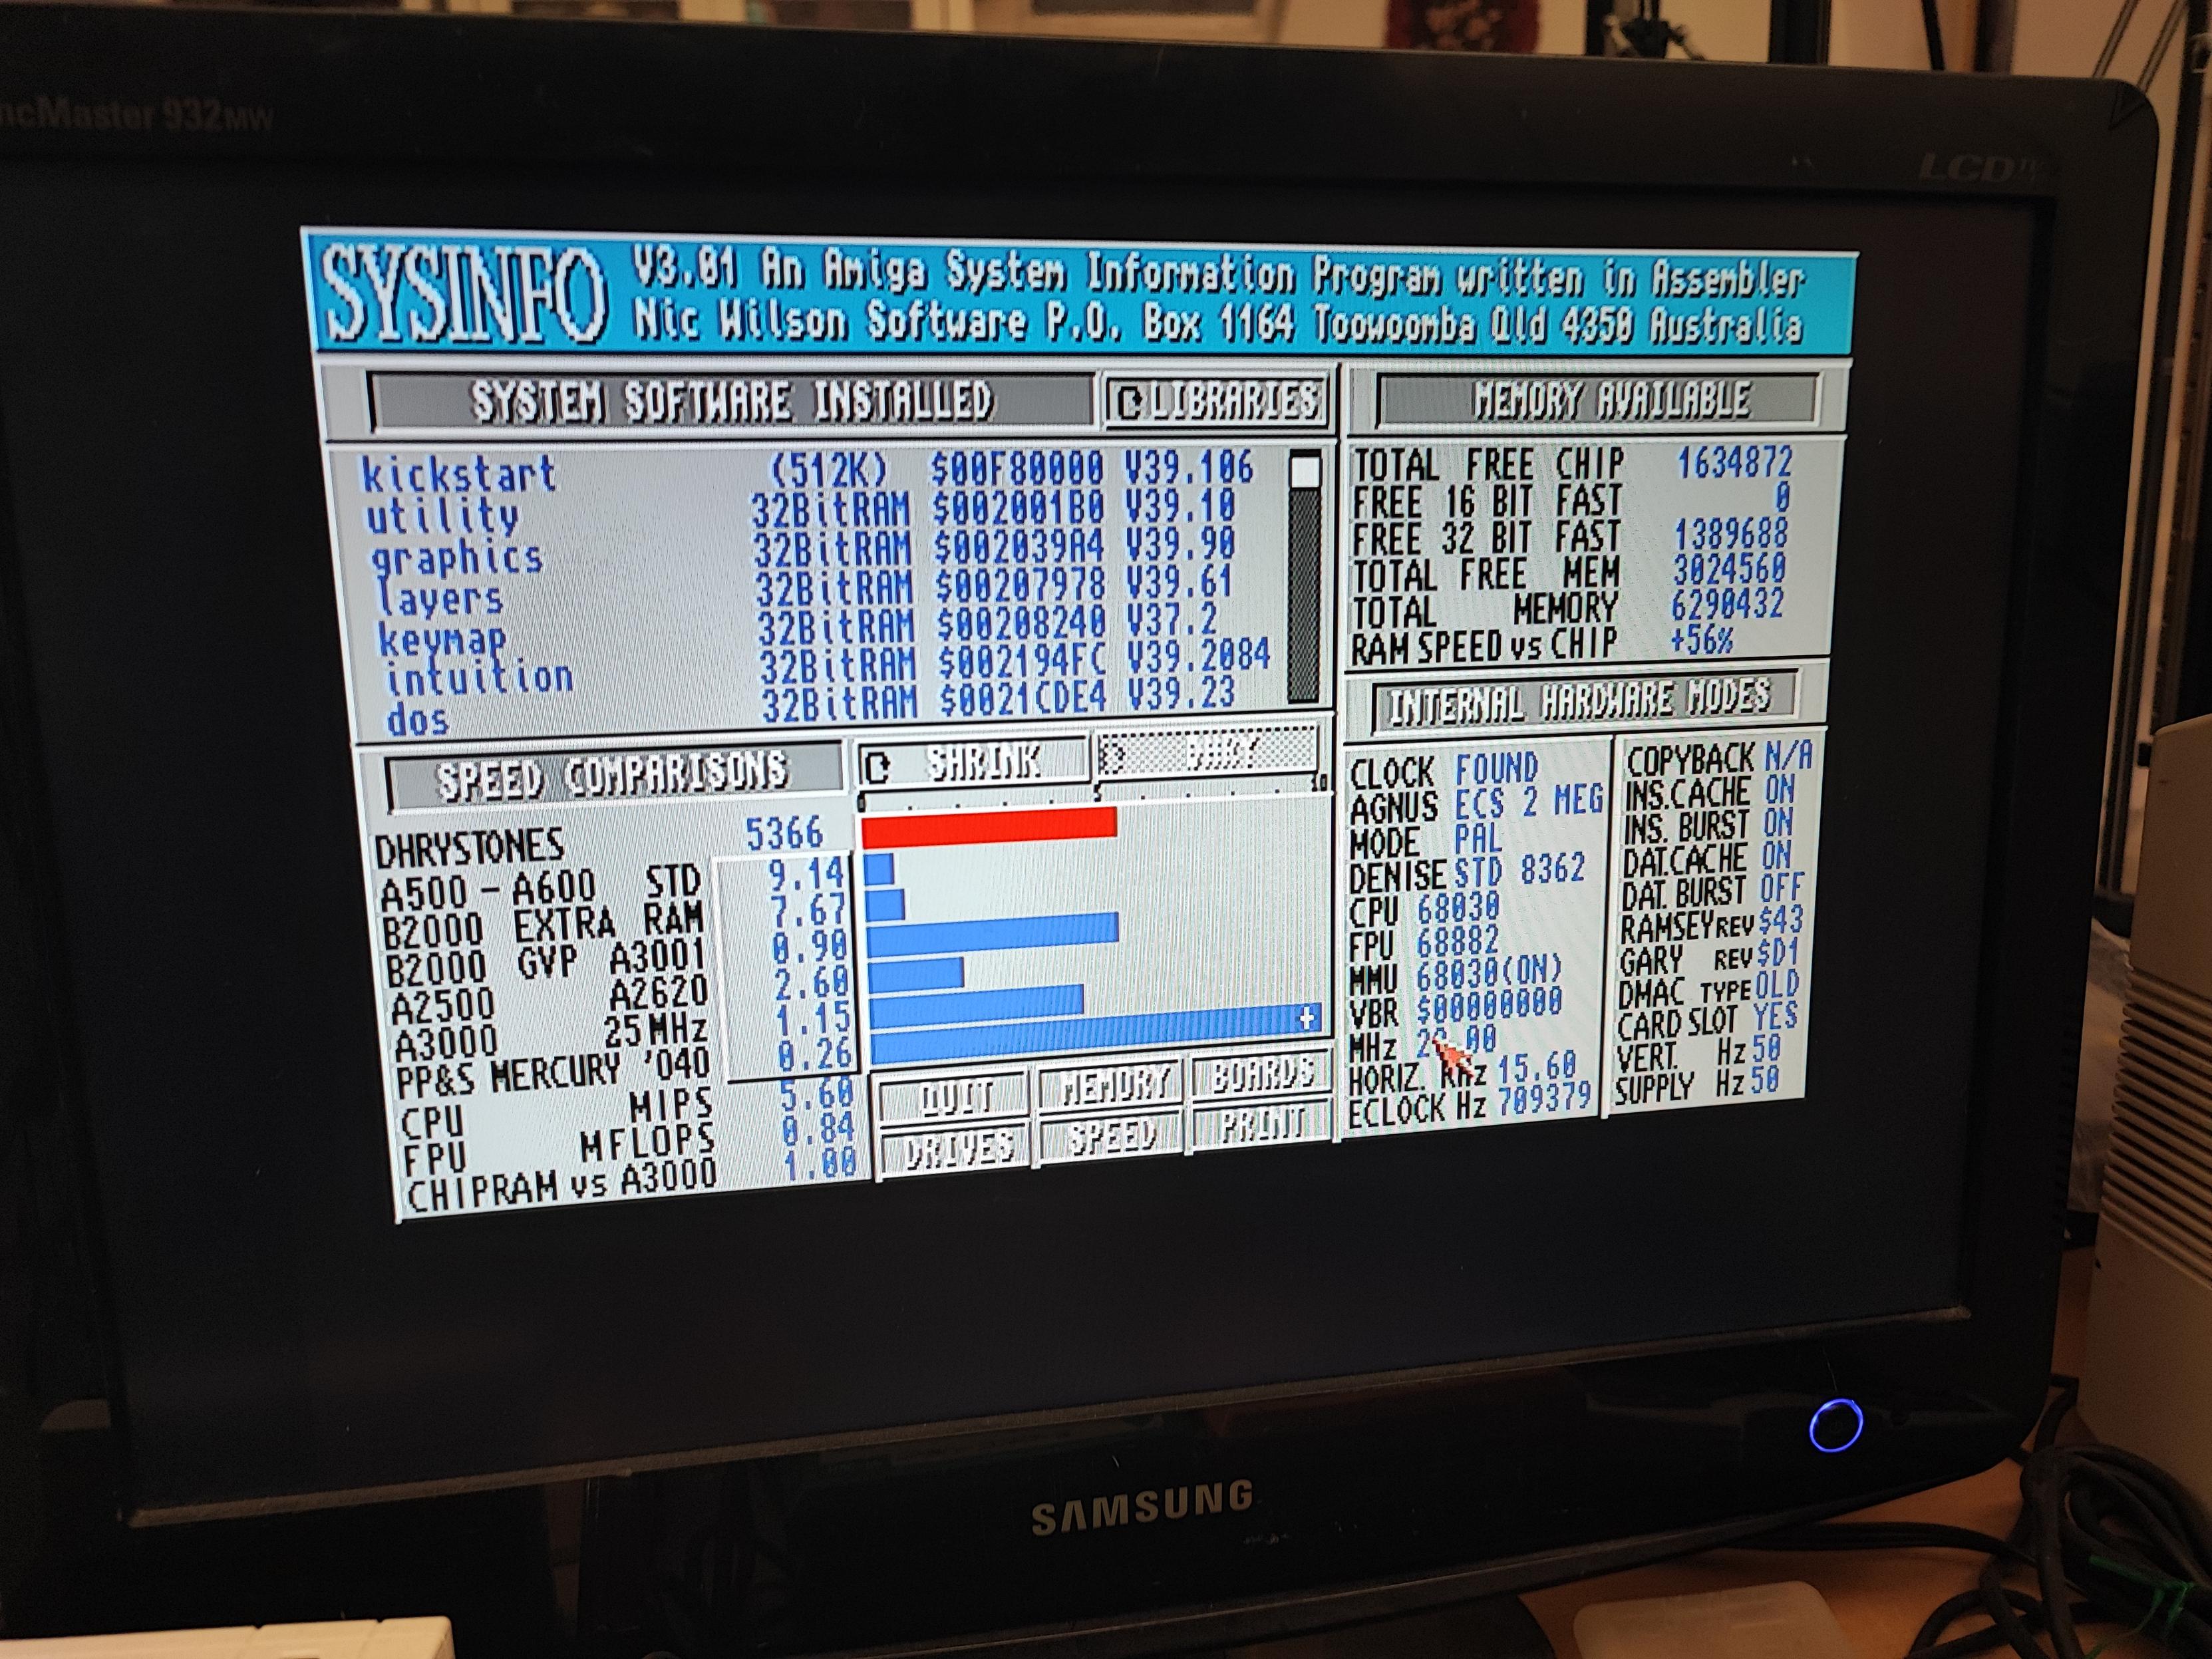 ncMaster 932MW
LCD
SYSINFO
V3.01 An Amiga System Information Program written in Assembler
Nic Wilson Software P.O. Box 1164 Toowoomba Qld 4350 Australia
SYSTEM SOFTWARE INSTALLED
LIBRARIES
kickstart (512K) $00F80000 V39.106
utility 32BitRAM $002001B0 V39.10
graphics 32BitRAM $002039A4 V39.90
layers 32BitRAM $00207978 V39.61
keymap 32BitRAM $00208240 V37.2
intuition 32BitRAM $002194FC V39.2084
dos 32BitRAM $0021CDE4 V39.23
MEMORY AVAILABLE
TOTAL FREE CHIP 1634872
FREE 16 BIT FAST 0
FREE 32 BIT FAST 1389688
TOTAL FREE MEM 3024560
TOTAL MEMORY 6290432
RAM SPEED vs CHIP +56%
SPEED COMPARISONS
SHRINK
0 5 10
DHRYSTONES 5366
A500 - A600 STD 9.14
B2000 EXTRA RAM 7.67
B2000 GVP A3001 0.90
A2500 A2620 2.60
A3000 25MHz 1.15
PP&S MERCURY '040 0.26
CPU MIPS 5.60
FPU MFLOPS 0.84
CHIPRAM vs A3000 1.00
+
QUIT MEMORY BOARDS
DRIVES SPEED PRINT
INTERNAL HARDWARE MODES
CLOCK FOUND
AGNUS ECS 2 MEG
MODE PAL
DENISE STD 8362
CPU 68030
FPU 68882
MMU 68030(ON)
VBR $00000000
MHz
HORIZ. KHz 15.60
ECLOCK Hz 709379
COPYBACK N/A
INS.CACHE ON
INS. BURST ON
DAT.CACHE ON
DAT. BURST OFF
RAMSEY REV $43
GARY REV $D1
DMAC TYPE OLD
CARD SLOT YES
VERT. Hz 50
SUPPLY Hz 50
SAMSUNG